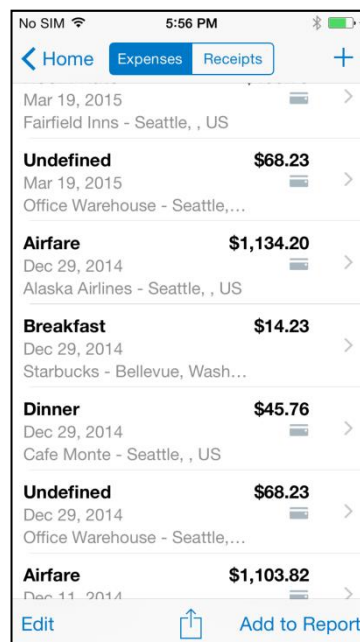 No SIM 5:56 PM
Home Expenses Receipts +
Mar 19, 2015
Fairfield Inns - Seattle, , US
Undefined $68.23
Mar 19, 2015
Office Warehouse - Seattle,...
Airfare $1,134.20
Dec 29, 2014
Alaska Airlines - Seattle, , US
Breakfast $14.23
Dec 29, 2014
Starbucks - Bellevue, Wash...
Dinner $45.76
Dec 29, 2014
Cafe Monte - Seattle, , US
Undefined $68.23
Dec 29, 2014
Office Warehouse - Seattle,...
Airfare $1,103.82
Dec 11, 2014
Edit Add to Report